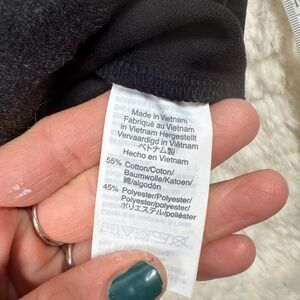 Made in Vietnam
Fabriqué au Vietnam
in Vietnam Hergestellt
Vervaardigd in Vietnam
ベトナム製
Hecho en Vietnam
55% Cotton/Coton/
Baumwolle/Katoen/
綿/algodón
45% Polyester/Polyester/
Polyester/polyester/
ポリエステル/poliéster